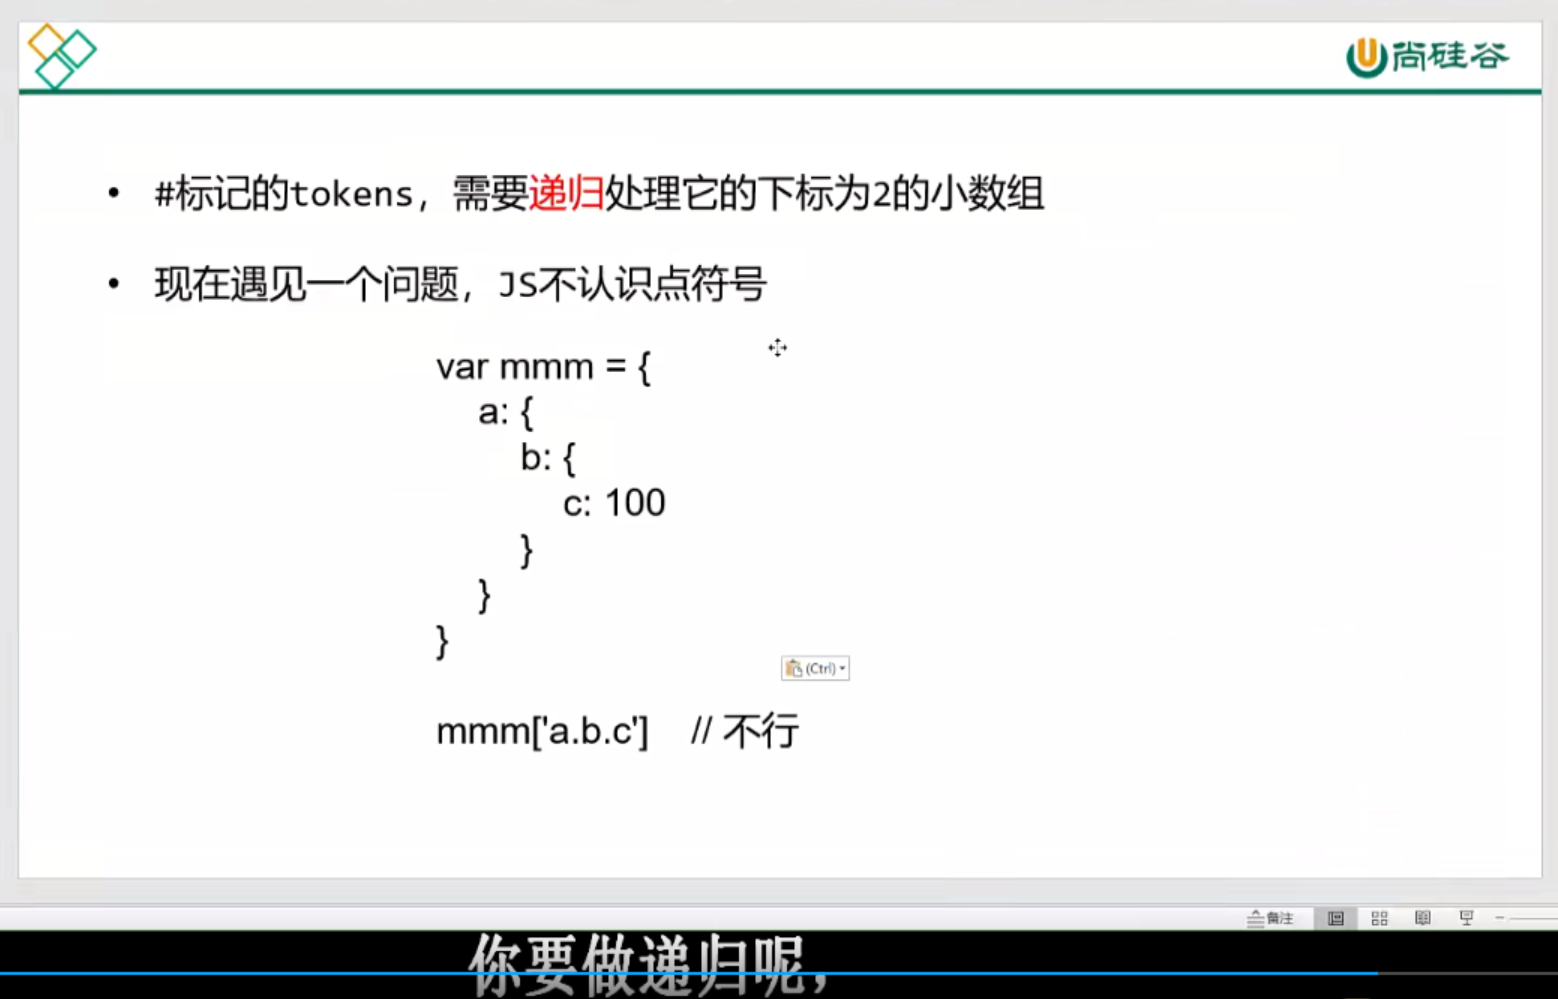 尚硅谷
• #标记的tokens，需要递归处理它的下标为2的小数组
• 现在遇见一个问题，JS不认识点符号
var mmm = {
a: {
b: {
c: 100
}
}
}
(Ctrl)
mmm['a.b.c'] // 不行
备注
你要做递归呢，